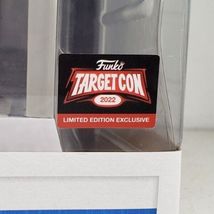 Funko
TARGET CON
2022
LIMITED EDITION EXCLUSIVE